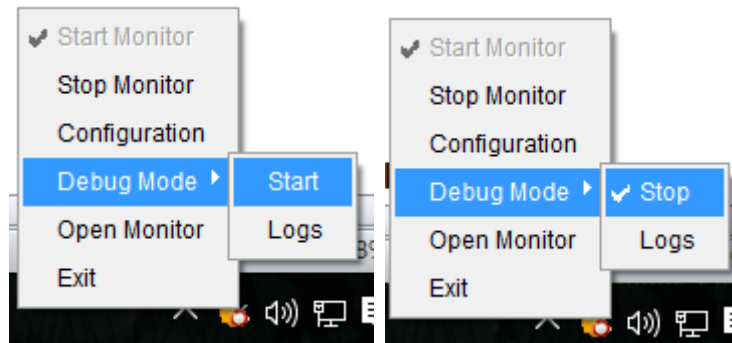 Start Monitor
Stop Monitor
Configuration
Debug Mode
Start
Open Monitor
Logs
Exit
Start Monitor
Stop Monitor
Configuration
Debug Mode
Stop
Open Monitor
Logs
Exit